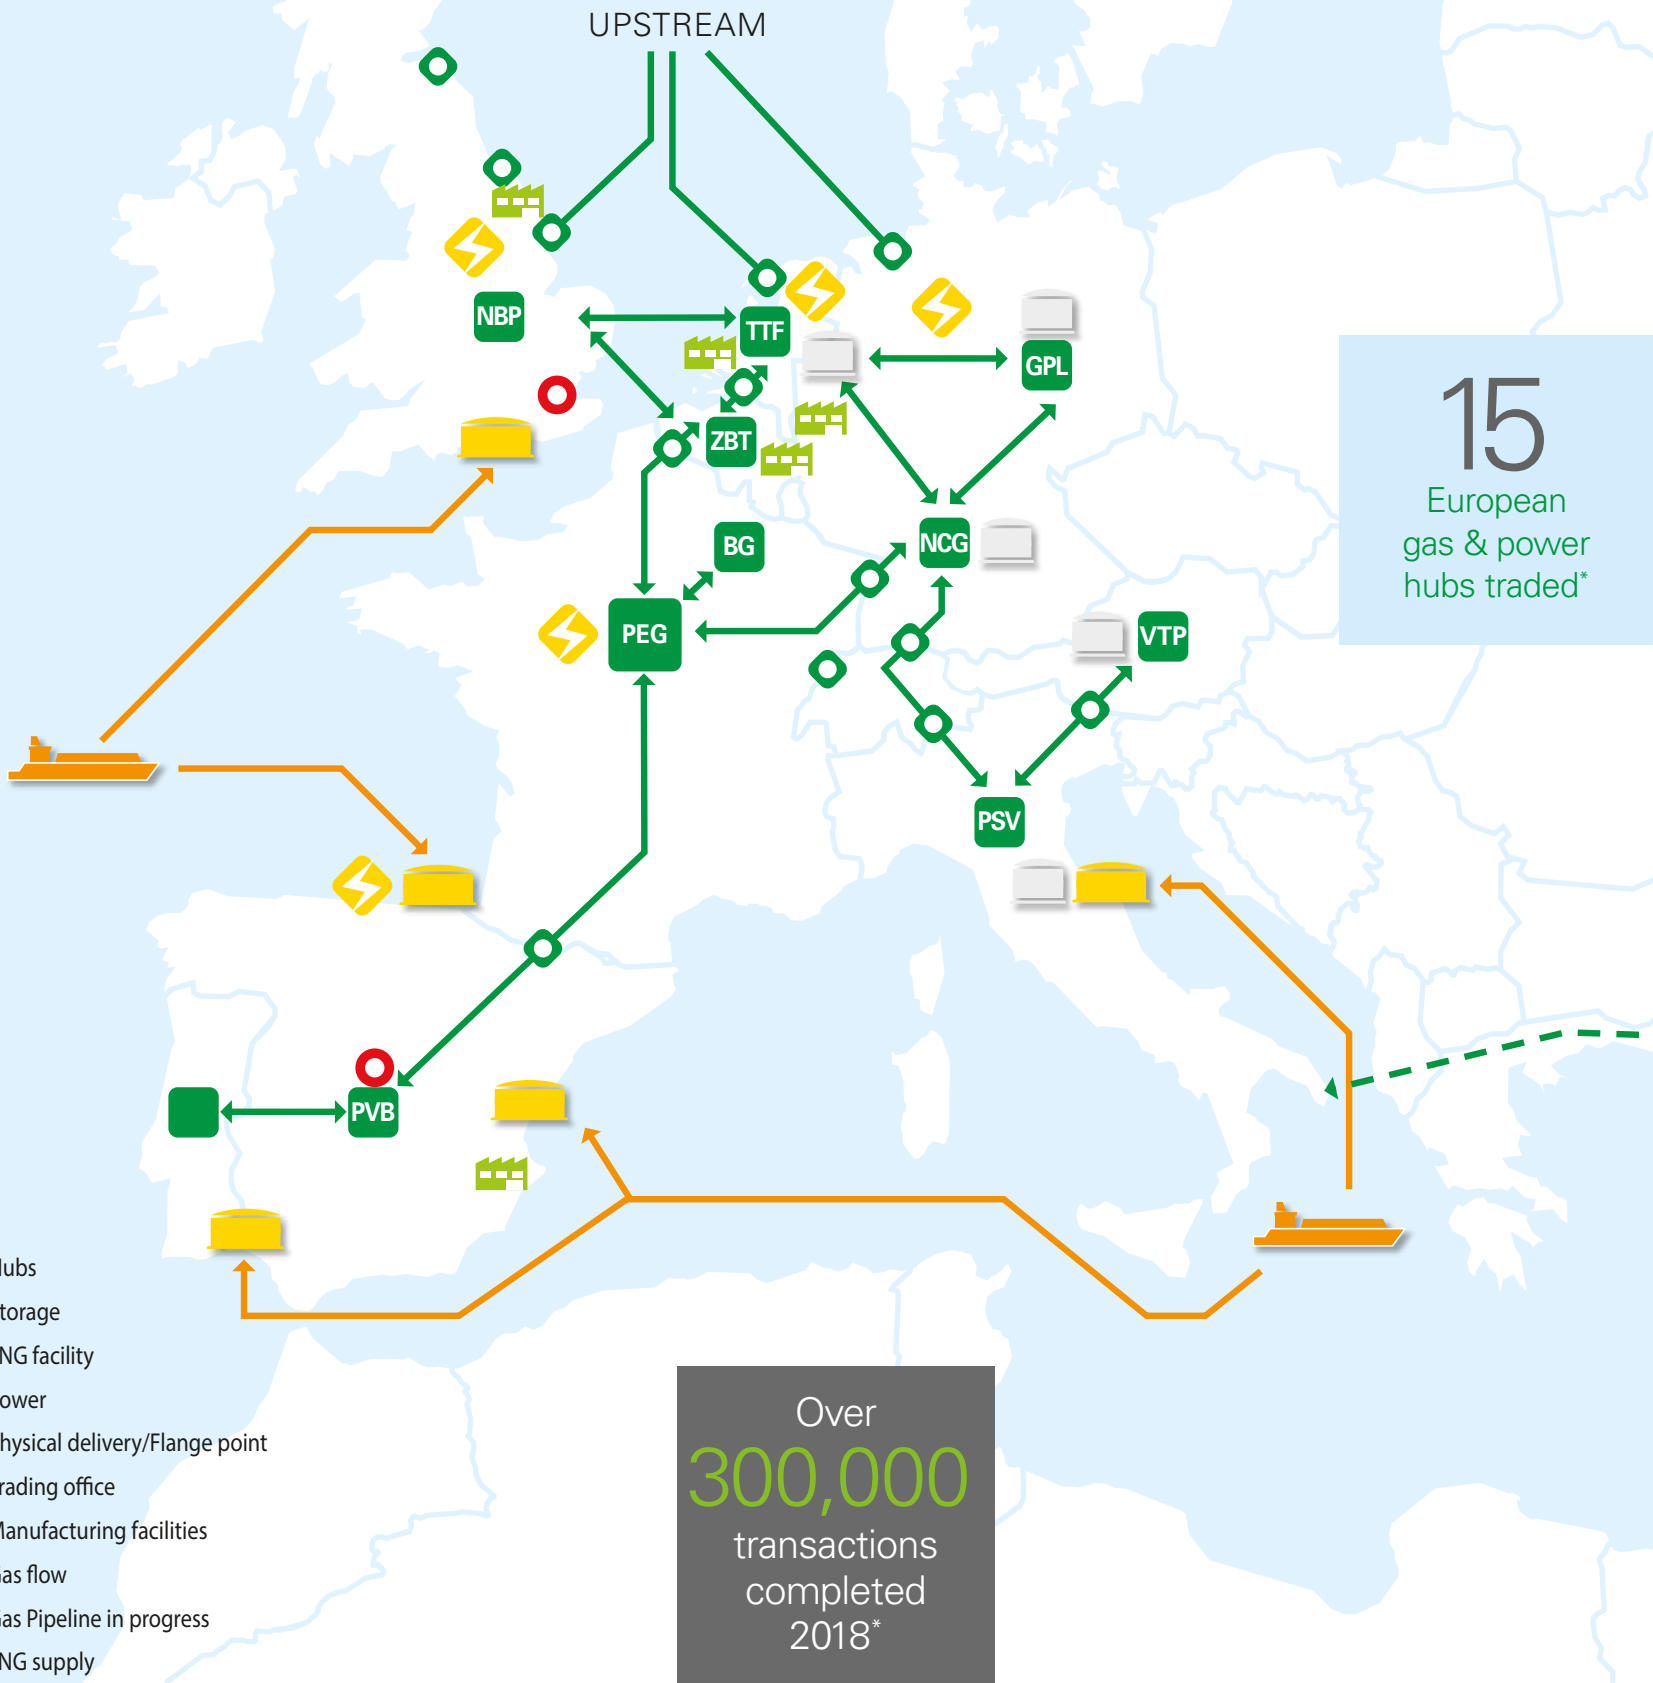 UPSTREAM
NBP
TTF
GPL
ZBT
15
European
gas & power
hubs traded*
BG
NCG
PEG
VTP
PSV
PVB
ubs
torage
NG facility
ower
hysical delivery/Flange point
rading office
Manufacturing facilities
as flow
as Pipeline in progress
NG supply
Over
300,000
transactions
completed
2018*